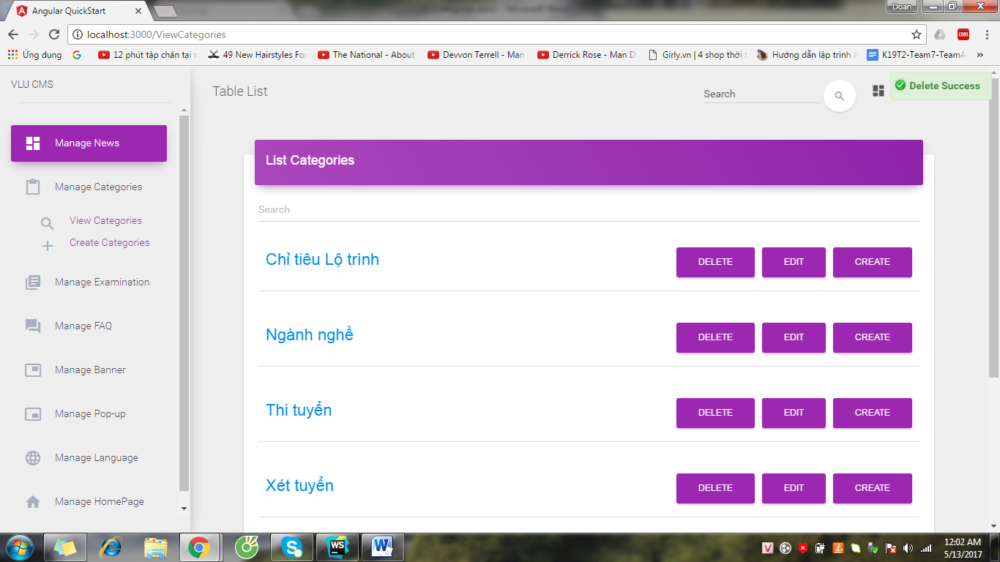 Angular QuickStart
Doan
localhost:3000/ViewCategories
CORS
Ứng dụng
12 phút tập chân tại n
49 New Hairstyles For
The National - About
Devvon Terrell - Man
Derrick Rose - Man Do
Girly.vn | 4 shop thời t
Hướng dẫn lập trình A
K19T2-Team7-TeamA
VLU CMS
Table List
Search
Delete Success
Manage News
Manage Categories
View Categories
Create Categories
Manage Examination
Manage FAQ
Manage Banner
Manage Pop-up
Manage Language
Manage HomePage
List Categories
Search
Chỉ tiêu Lộ trình
DELETE EDIT CREATE
Ngành nghề
DELETE EDIT CREATE
Thi tuyển
DELETE EDIT CREATE
Xét tuyển
DELETE EDIT CREATE
WS
12:02 AM
5/13/2017